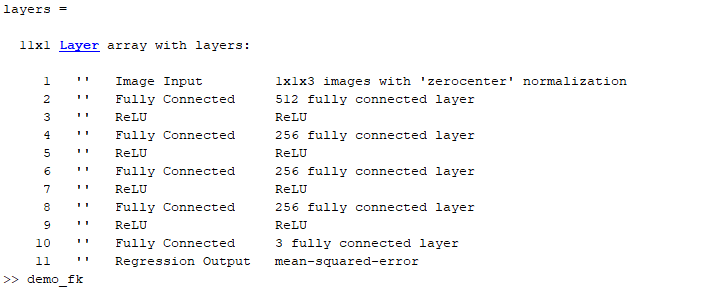 layers =
11x1 Layer array with layers:
1 '' Image Input 1x1x3 images with 'zerocenter' normalization
2 '' Fully Connected 512 fully connected layer
3 '' ReLU ReLU
4 '' Fully Connected 256 fully connected layer
5 '' ReLU ReLU
6 '' Fully Connected 256 fully connected layer
7 '' ReLU ReLU
8 '' Fully Connected 256 fully connected layer
9 '' ReLU ReLU
10 '' Fully Connected 3 fully connected layer
11 '' Regression Output mean-squared-error
>> demo_fk